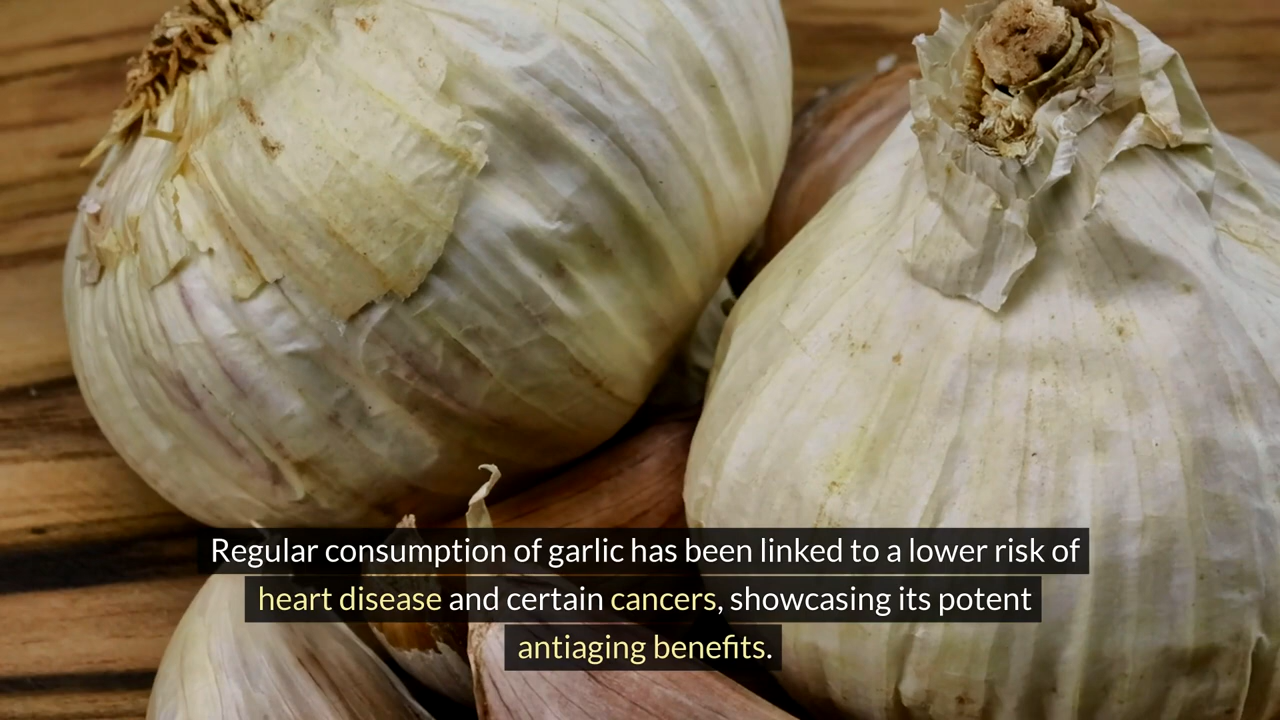 Regular consumption of garlic has been linked to a lower risk of
heart disease and certain cancers, showcasing its potent
antiaging benefits.